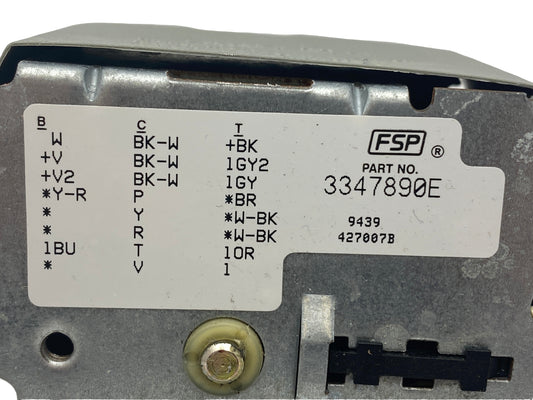 B C T
W BK-W +BK
+V BK-W 1GY2
+V2 BK-W 1GY
*Y-R P *BR
* Y *W-BK
* R *W-BK
1BU T 1OR
* V 1
FSP ®
PART NO.
3347890E
9439
427007B